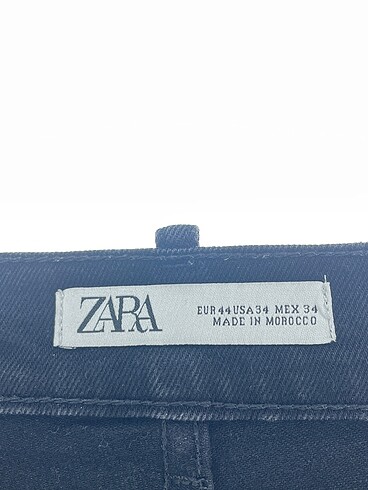 ZARA
EUR 44 USA 34 MEX 34
MADE IN MOROCCO